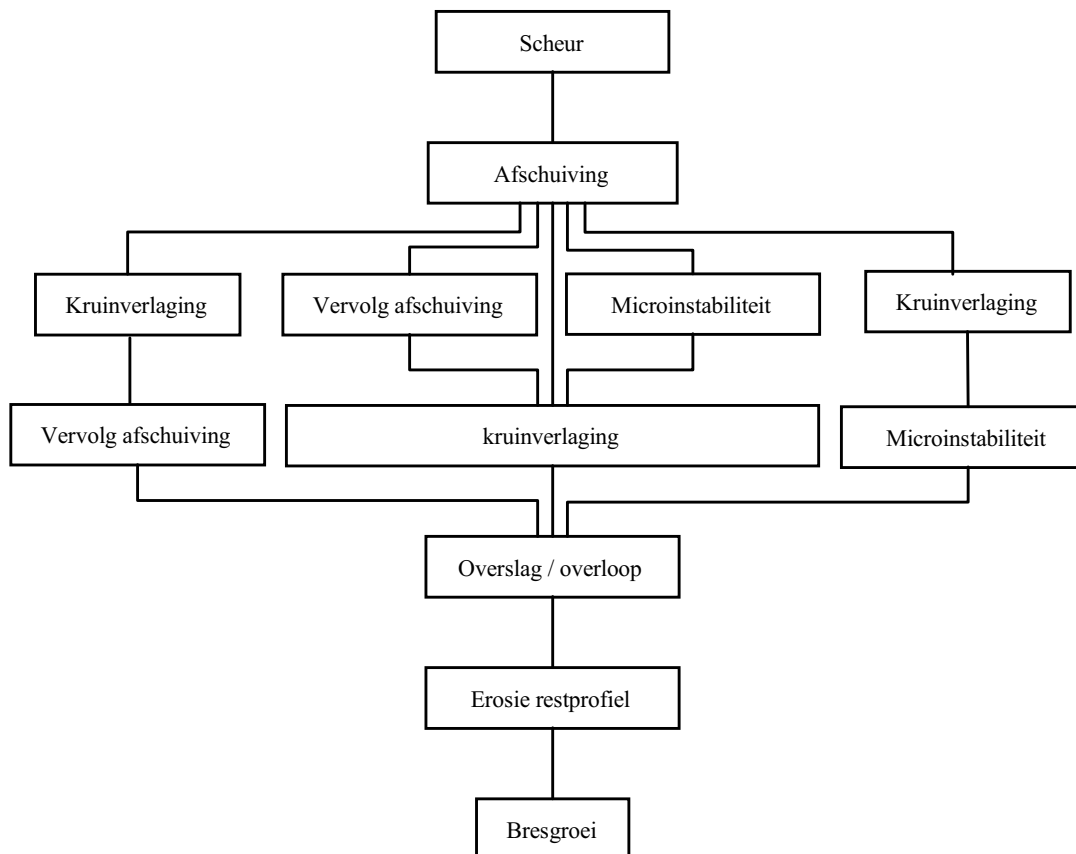 Scheur
Afschuiving
Kruinverlaging
Vervolg afschuiving
Microinstabiliteit
Kruinverlaging
Vervolg afschuiving
kruinverlaging
Microinstabiliteit
Overslag / overloop
Erosie restprofiel
Bresgroei